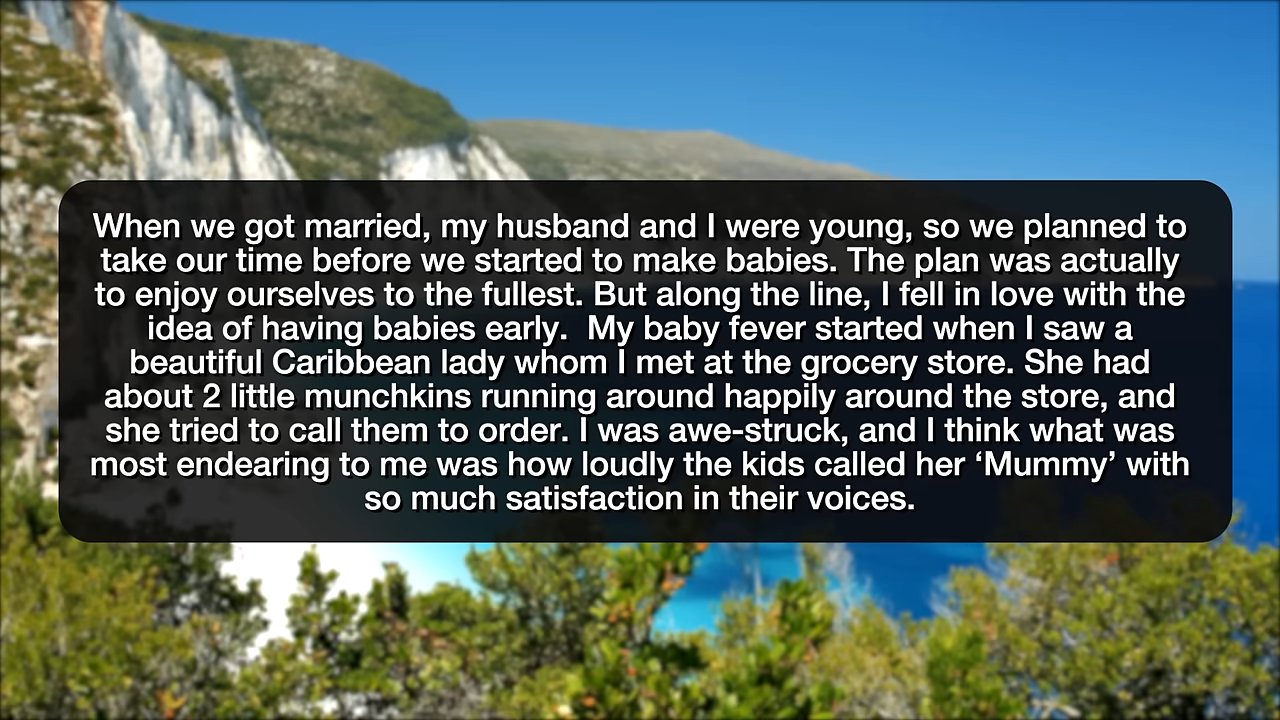 When we got married, my husband and I were young, so we planned to
take our time before we started to make babies. The plan was actually
to enjoy ourselves to the fullest. But along the line, I fell in love with the
idea of having babies early.  My baby fever started when I saw a
beautiful Caribbean lady whom I met at the grocery store. She had
about 2 little munchkins running around happily around the store, and
she tried to call them to order. I was awe-struck, and I think what was
most endearing to me was how loudly the kids called her ‘Mummy’ with
so much satisfaction in their voices.